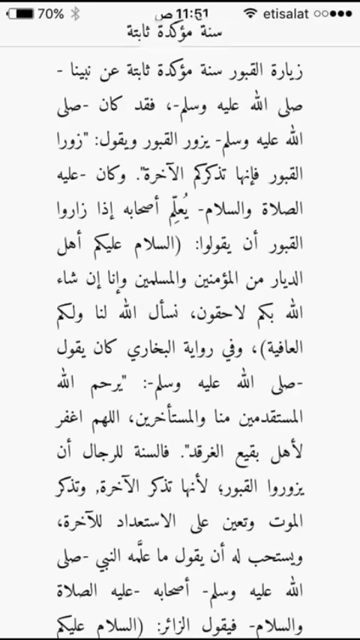 70% 11:51 ص etisalat
سنة مؤكدة ثابتة
زيارة القبور سنة مؤكدة ثابتة عن نبينا -
صلى الله عليه وسلم-، فقد كان -صلى
الله عليه وسلم- يزور القبور ويقول: "زورا
القبور فإنها تذكركم الآخرة". وكان -عليه
الصلاة والسلام- يُعلِّم أصحابه إذا زاروا
القبور أن يقولوا: (السلام عليكم أهل
الديار من المؤمنين والمسلمين وإنا إن شاء
الله بكم لاحقون، نسأل الله لنا ولكم
العافية)، وفي رواية البخاري كان يقول
-صلى الله عليه وسلم-: "يرحم الله
المستقدمين منا والمستأخرين، اللهم اغفر
لأهل بقيع الغرقد". فالسنة للرجال أن
يزوروا القبور؛ لأنها تذكر الآخرة, وتذكر
الموت وتعين على الاستعداد للآخرة،
ويستحب له أن يقول ما علَّمه النبي -صلى
الله عليه وسلم- أصحابه -عليه الصلاة
والسلام- فيقول الزائر: (السلام عليكم